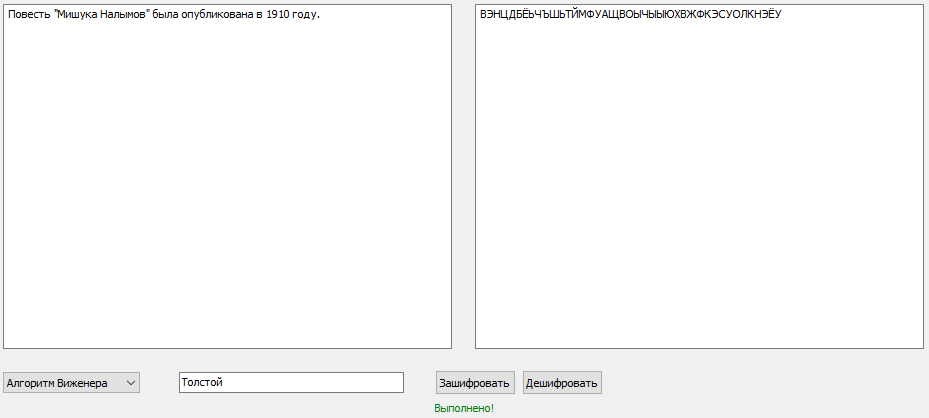 Повесть "Мишука Налымов" была опубликована в 1910 году.
ВЭНЦДБЁЬЧЪШЬТЙМФУАЩВОЫЧЫЫЮХВЖФКЭСУОЛКНЭЁУ
Алгоритм Виженера
Толстой
Зашифровать
Дешифровать
Выполнено!